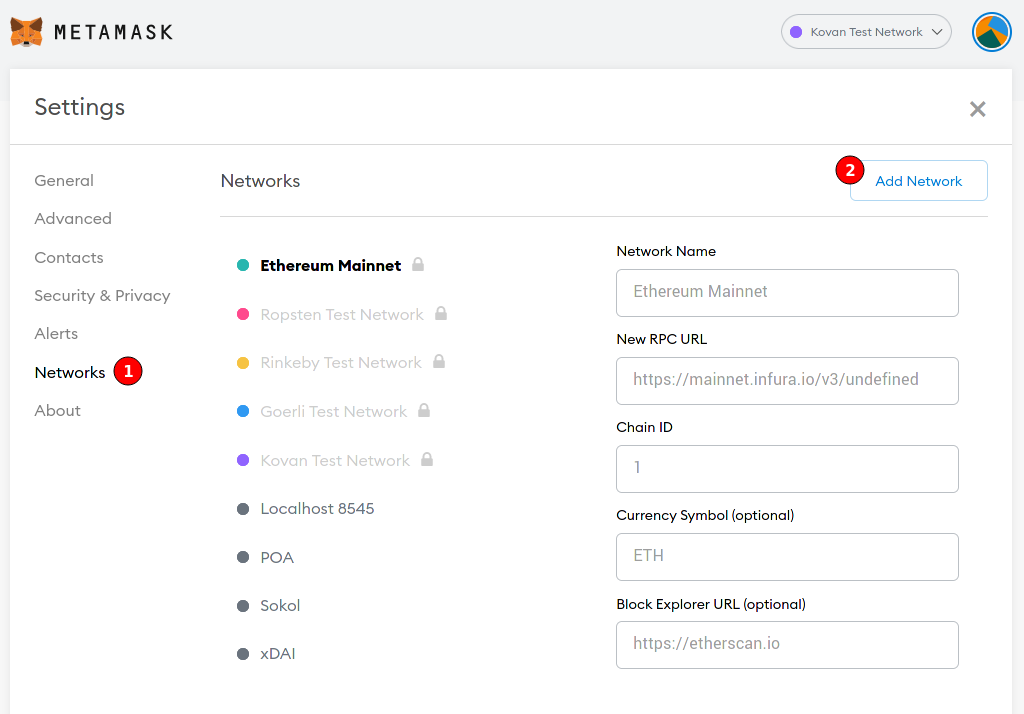 METAMASK
Kovan Test Network
Settings
General
Advanced
Contacts
Security & Privacy
Alerts
Networks 1
About
Networks
2
Add Network
Ethereum Mainnet
Ropsten Test Network
Rinkeby Test Network
Goerli Test Network
Kovan Test Network
Localhost 8545
POA
Sokol
xDAI
Network Name
Ethereum Mainnet
New RPC URL
https://mainnet.infura.io/v3/undefined
Chain ID
1
Currency Symbol (optional)
ETH
Block Explorer URL (optional)
https://etherscan.io